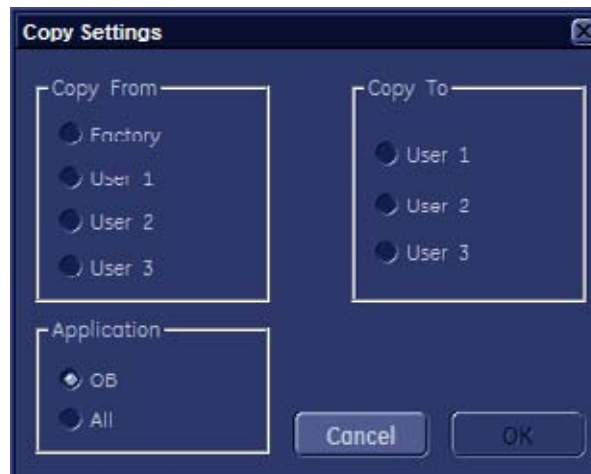 Copy Settings
Copy From
Factory
User 1
User 2
User 3
Copy To
User 1
User 2
User 3
Application
OB
All
Cancel
OK